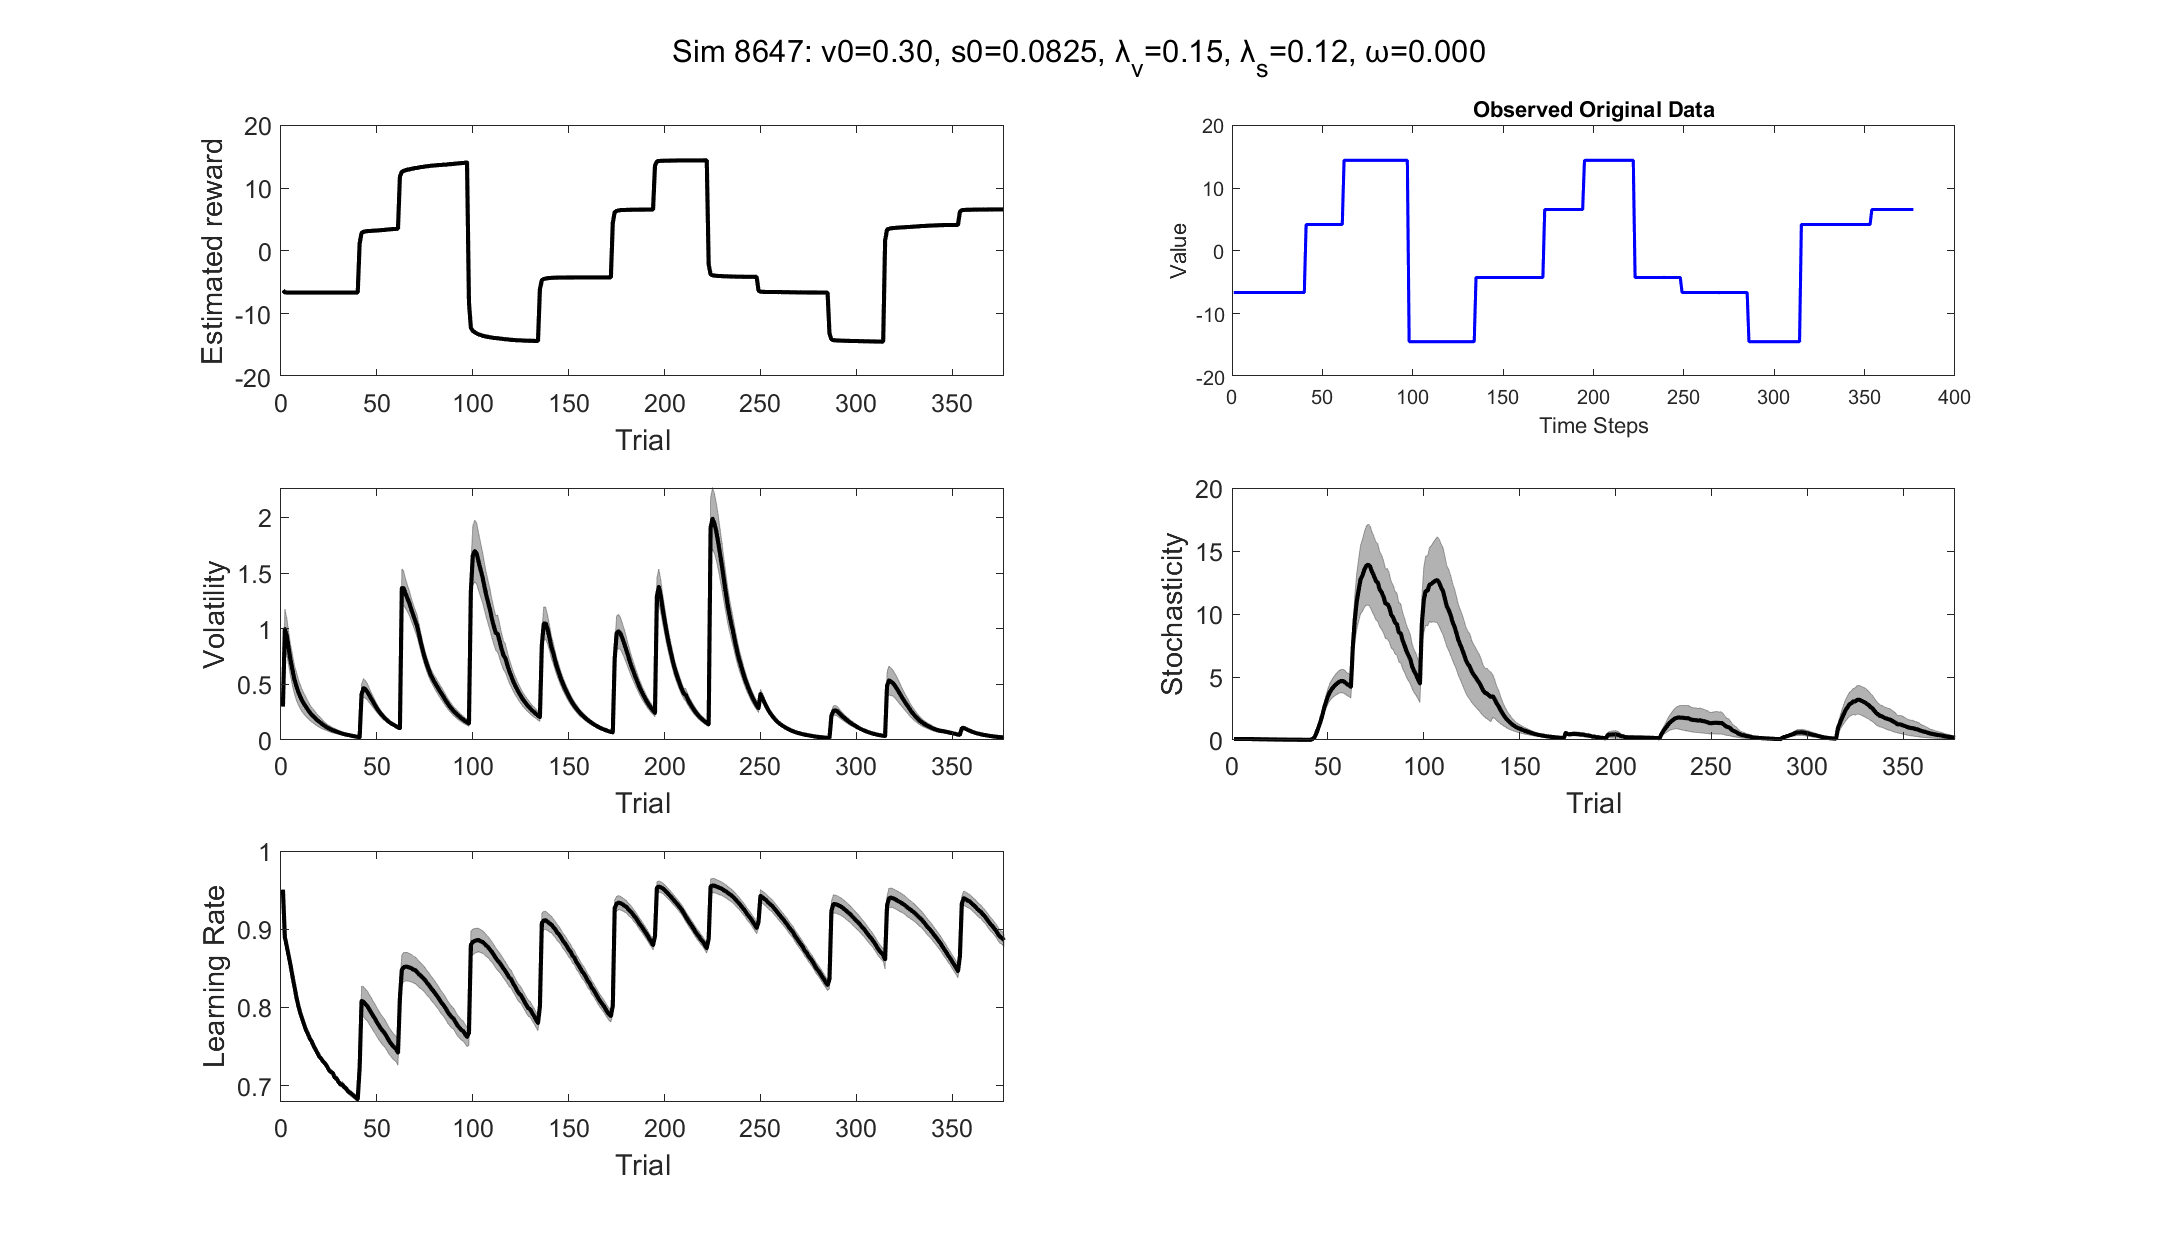 Sim 8647: v0=0.30, s0=0.0825, λ_v=0.15, λ_s=0.12, ω=0.000
20
10
0
-10
-20
Estimated reward
0 50 100 150 200 250 300 350
Trial
Observed Original Data
20
10
0
-10
-20
Value
0 50 100 150 200 250 300 350 400
Time Steps
2
1.5
1
0.5
0
Volatility
0 50 100 150 200 250 300 350
Trial
20
15
10
5
0
Stochasticity
0 50 100 150 200 250 300 350
Trial
1
0.9
0.8
0.7
Learning Rate
0 50 100 150 200 250 300 350
Trial